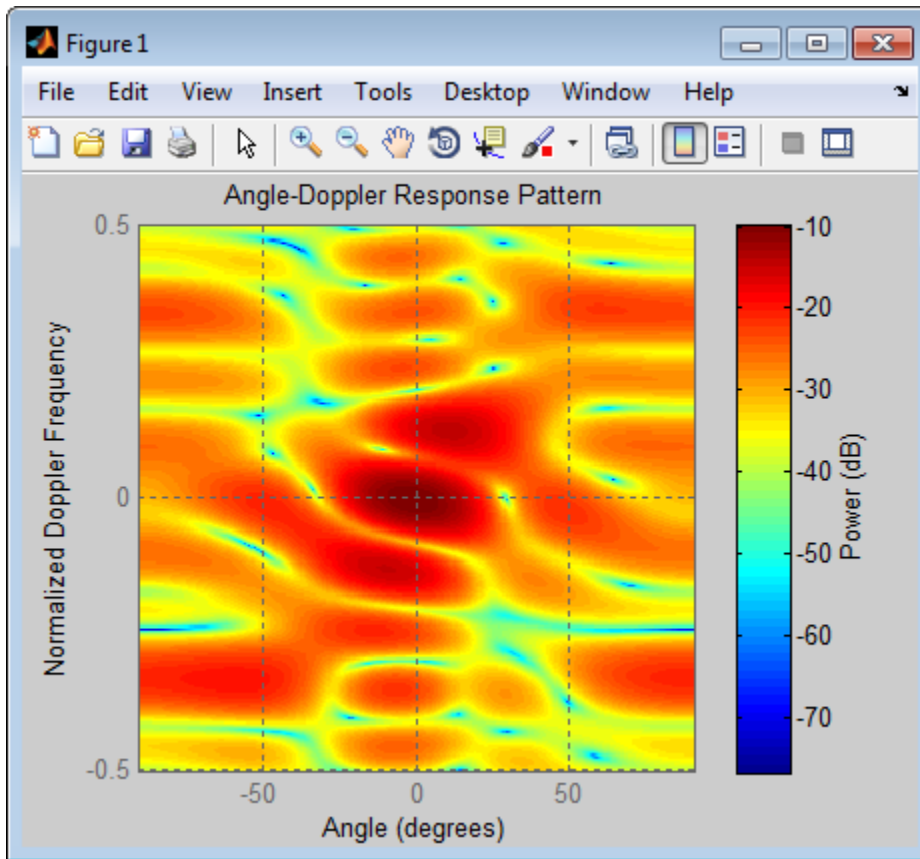 Figure 1
File Edit View Insert Tools Desktop Window Help
Angle-Doppler Response Pattern
0.5
0
-0.5
Normalized Doppler Frequency
-50 0 50
Angle (degrees)
-10
-20
-30
-40
-50
-60
-70
Power (dB)